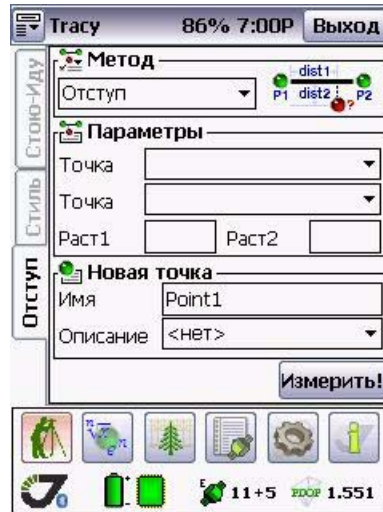 Tracy 86% 7:00P Выход
Стою-Иду
Стиль
Отступ
Метод
Отступ
dist1
P1 dist2 ? P2
Параметры
Точка
Точка
Раст1 Раст2
Новая точка
Имя Point1
Описание <нет>
Измерить!
n n e n
i
0 + - E 11+5 PDOP 1.551